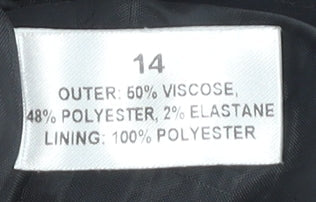 14
OUTER: 50% VISCOSE,
48% POLYESTER, 2% ELASTANE
LINING: 100% POLYESTER